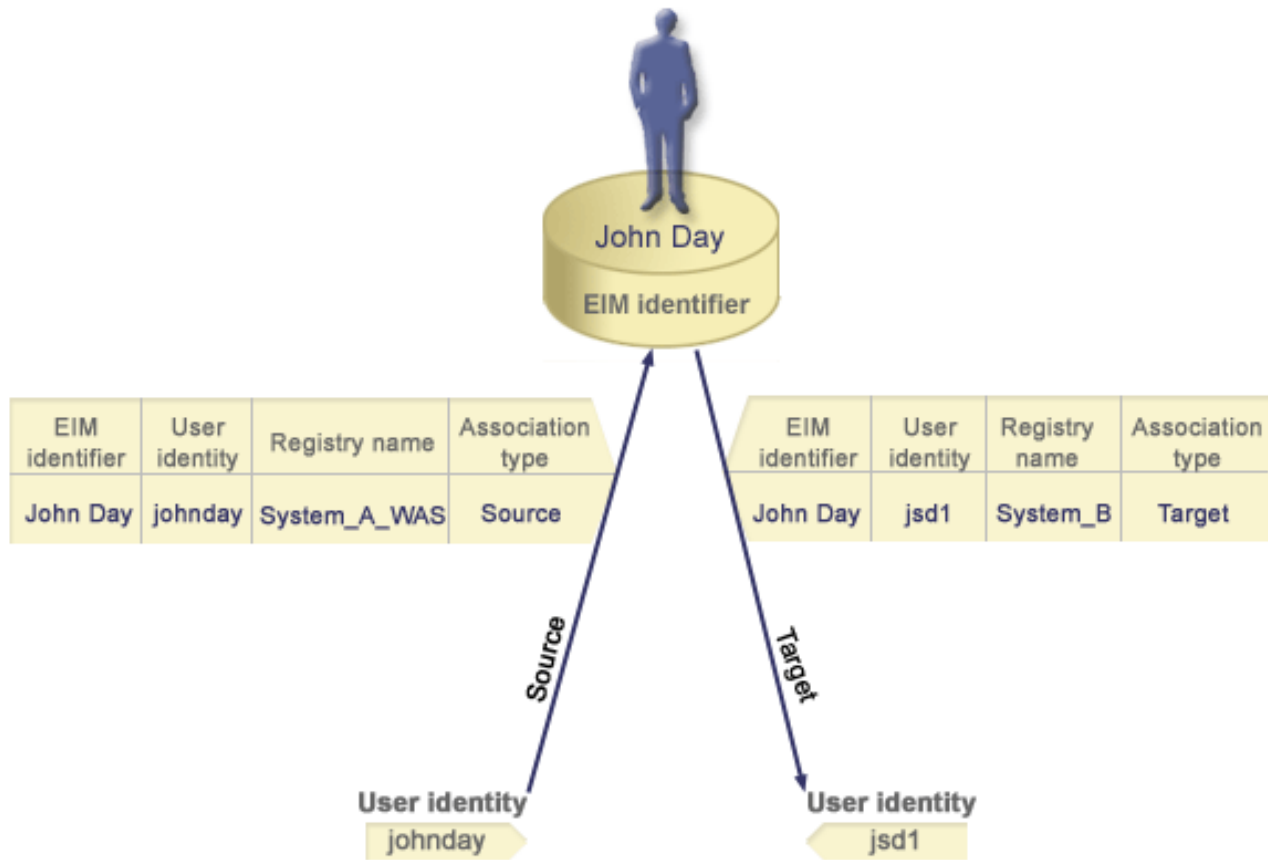 John Day
EIM identifier
EIM identifier User identity Registry name Association type
John Day johnday System_A_WAS Source
EIM identifier User identity Registry name Association type
John Day jsd1 System_B Target
Source
Target
User identity
johnday
User identity
jsd1